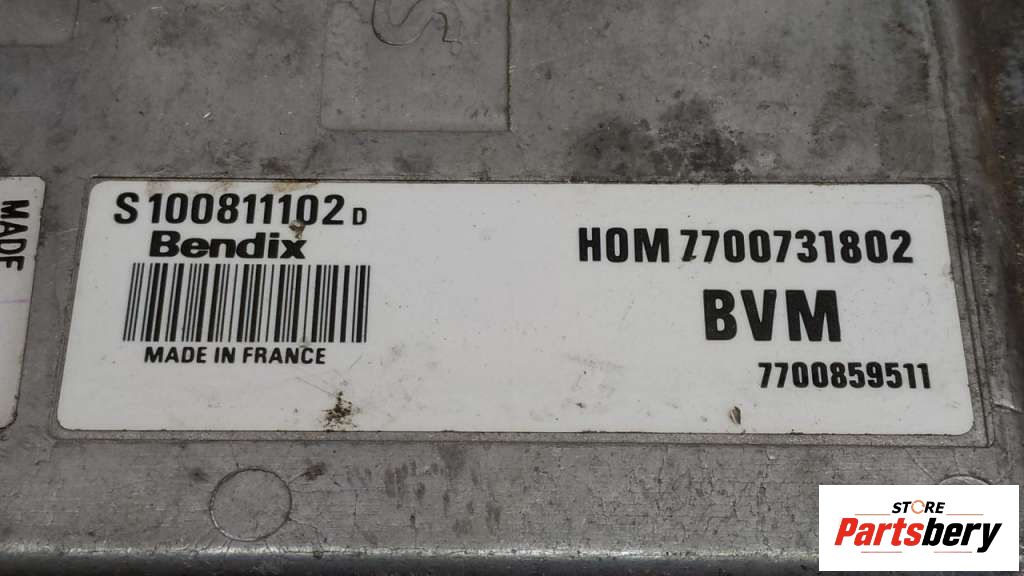 S100811102 D
Bendix
MADE IN FRANCE
HOM 7700731802
BVM
7700859511
MADE
STORE
Partsbery